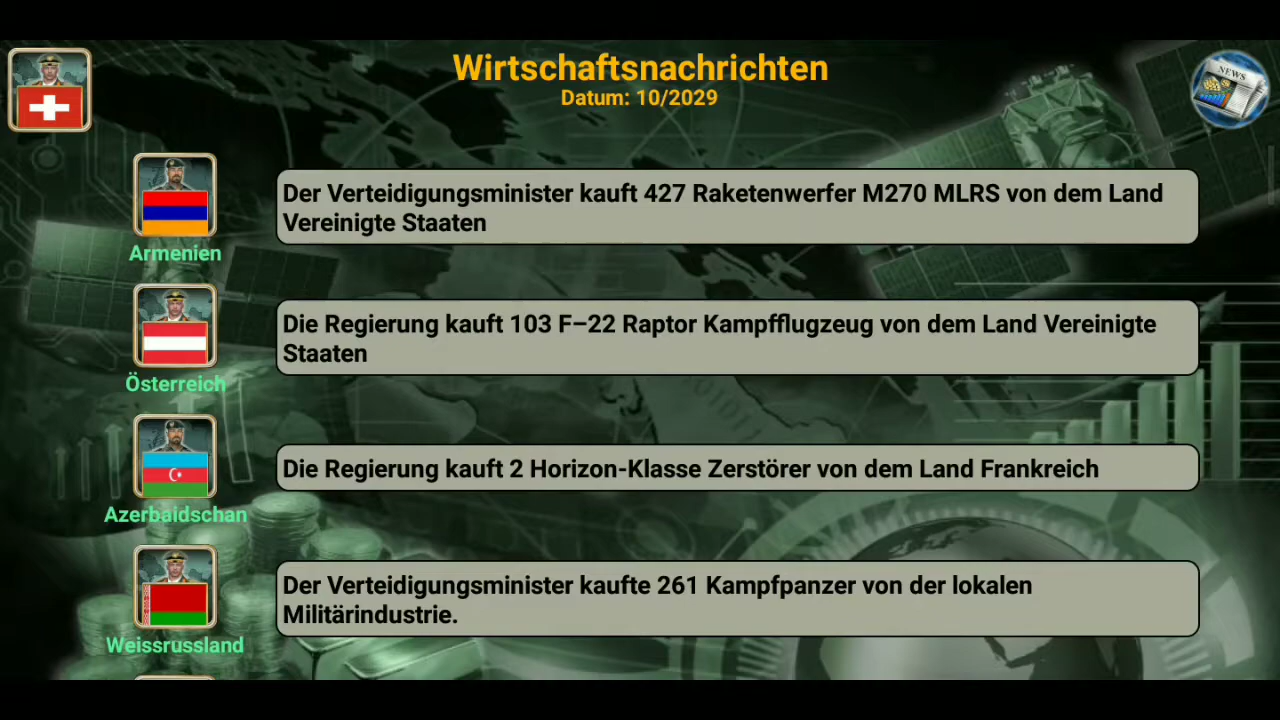 Wirtschaftsnachrichten
Datum: 10/2029
NEWS
Der Verteidigungsminister kauft 427 Raketenwerfer M270 MLRS von dem Land
Vereinigte Staaten
Armenien
Die Regierung kauft 103 F–22 Raptor Kampfflugzeug von dem Land Vereinigte
Staaten
Österreich
Die Regierung kauft 2 Horizon-Klasse Zerstörer von dem Land Frankreich
Azerbaidschan
Der Verteidigungsminister kaufte 261 Kampfpanzer von der lokalen
Militärindustrie.
Weissrussland